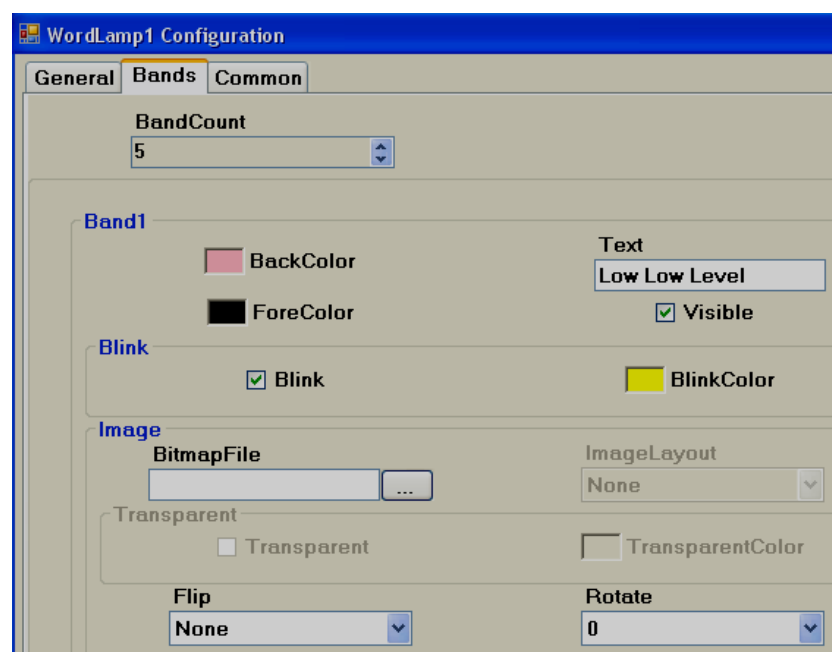 WordLamp1 Configuration
General Bands Common
BandCount
5
Band1
BackColor
Text
Low Low Level
ForeColor
Visible
Blink
Blink
BlinkColor
Image
BitmapFile
ImageLayout
...
None
Transparent
Transparent
TransparentColor
Flip
Rotate
None
0